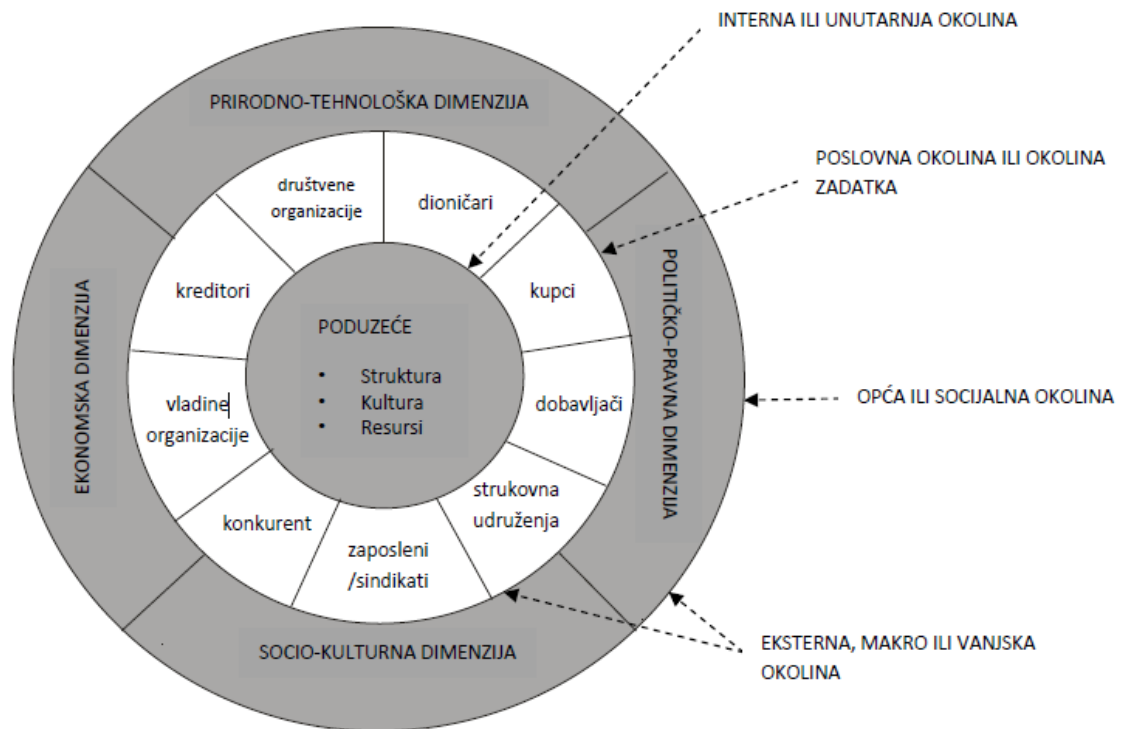 INTERNA ILI UNUTARNJA OKOLINA
PRIRODNO-TEHNOLOŠKA DIMENZIJA
POSLOVNA OKOLINA ILI OKOLINA
ZADATKA
društvene
organizacije
dioničari
kreditori
kupci
EKONOMSKA DIMENZIJA
POLITIČKO-PRAVNA DIMENZIJA
PODUZEĆE
• Struktura
• Kultura
• Resursi
vladine
organizacije
dobavljači
OPĆA ILI SOCIJALNA OKOLINA
strukovna
udruženja
konkurent
zaposleni
/sindikati
SOCIO-KULTURNA DIMENZIJA
EKSTERNA, MAKRO ILI VANJSKA
OKOLINA